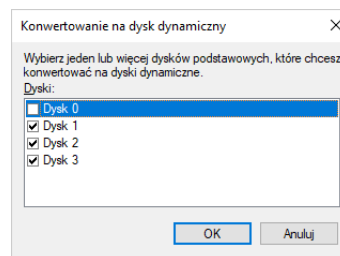 Konwertowanie na dysk dynamiczny
Wybierz jeden lub więcej dysków podstawowych, które chcesz
konwertować na dyski dynamiczne.
Dyski:
Dysk 0
Dysk 1
Dysk 2
Dysk 3
OK Anuluj